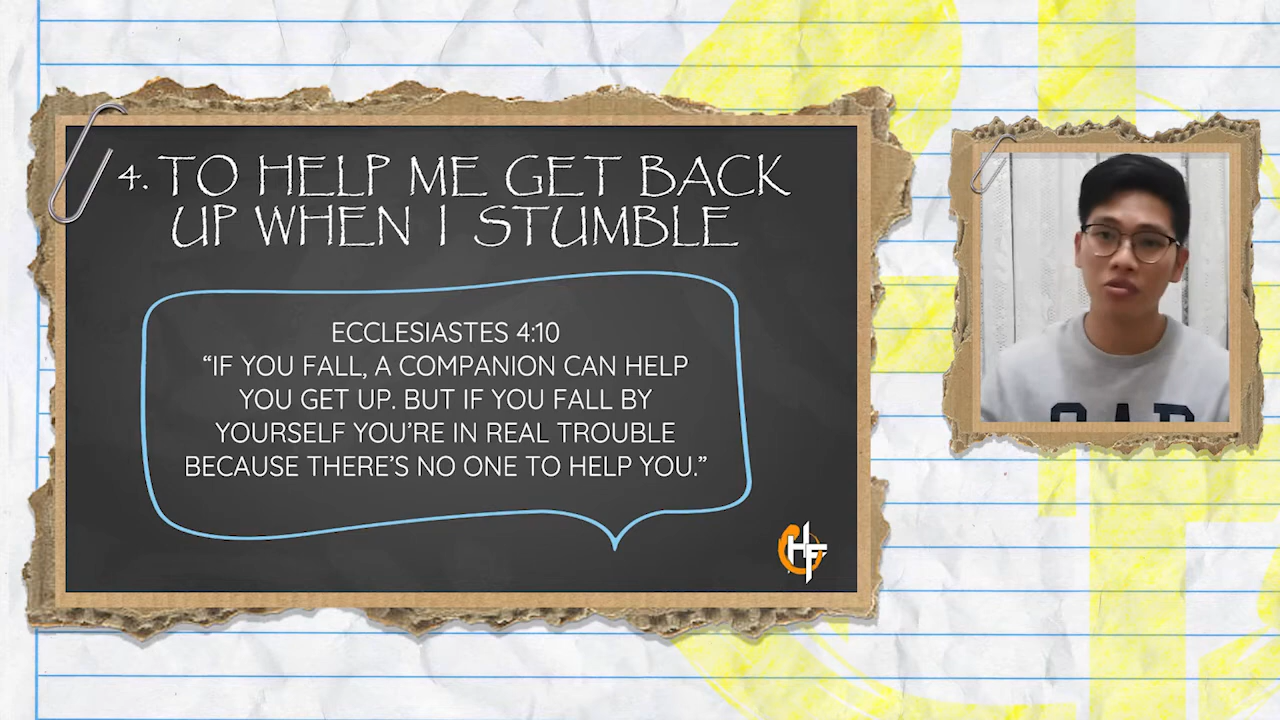 4. TO HELP ME GET BACK
UP WHEN I STUMBLE
ECCLESIASTES 4:10
“IF YOU FALL, A COMPANION CAN HELP
YOU GET UP. BUT IF YOU FALL BY
YOURSELF YOU’RE IN REAL TROUBLE
BECAUSE THERE’S NO ONE TO HELP YOU.”
HF
GAP